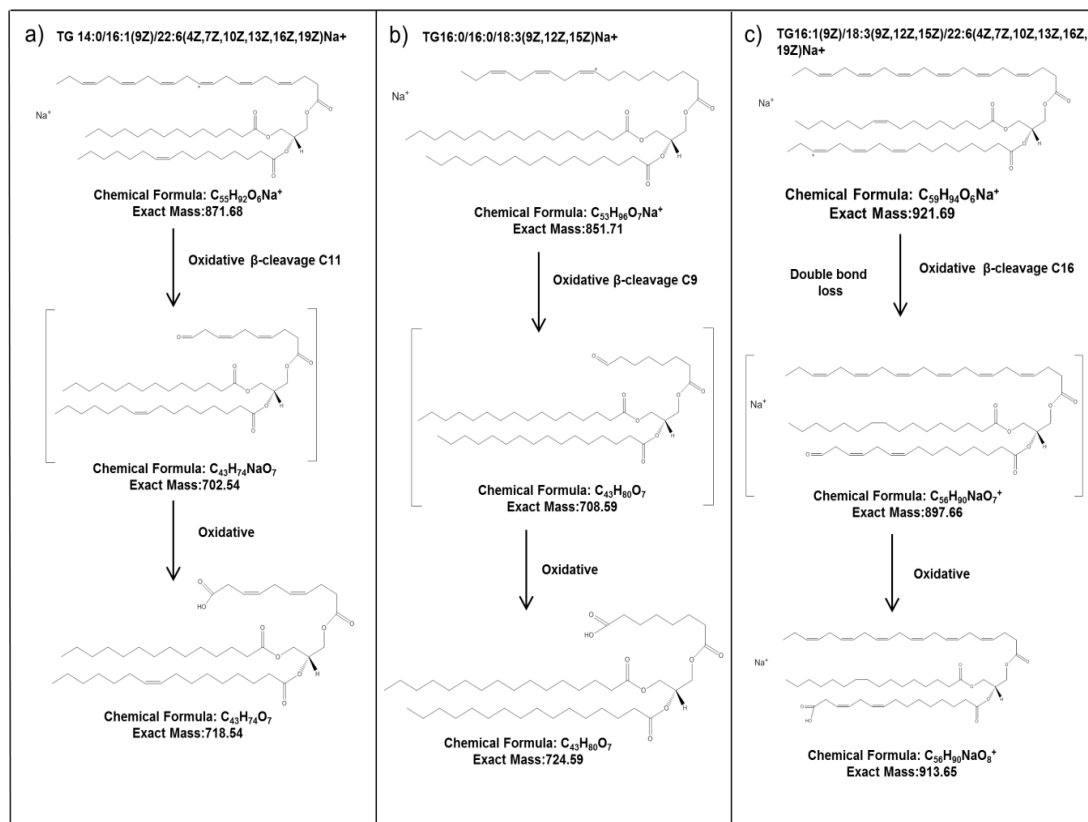 a) TG 14:0/16:1(9Z)/22:6(4Z,7Z,10Z,13Z,16Z,19Z)Na+
*
O
Na⁺
O
O
O
O
H
O
Chemical Formula: C₅₅H₉₂O₆Na⁺
Exact Mass:871.68
Oxidative β-cleavage C11
O
O
O
O
O
O
H
O
Chemical Formula: C₄₃H₇₄NaO₇
Exact Mass:702.54
Oxidative
O
HO
O
O
O
O
O
H
O
Chemical Formula: C₄₃H₇₄O₇
Exact Mass:718.54
b) TG16:0/16:0/18:3(9Z,12Z,15Z)Na+
*
Na⁺
O
O
O
O
O
H
O
Chemical Formula: C₅₃H₉₆O₇Na⁺
Exact Mass:851.71
Oxidative β-cleavage C9
O
O
O
O
O
O
H
O
Chemical Formula: C₄₃H₈₀O₇
Exact Mass:708.59
Oxidative
O
HO
O
O
O
O
O
H
O
Chemical Formula: C₄₃H₈₀O₇
Exact Mass:724.59
c) TG16:1(9Z)/18:3(9Z,12Z,15Z)/22:6(4Z,7Z,10Z,13Z,16Z,
19Z)Na+
Na⁺
O
O
O
O
O
H
*
O
Chemical Formula: C₅₉H₉₄O₆Na⁺
Exact Mass:921.69
Double bond
loss
Oxidative β-cleavage C16
Na⁺
O
O
O
O
O
H
O
O
Chemical Formula: C₅₆H₉₀NaO₇⁺
Exact Mass:897.66
Oxidative
Na⁺
O
O
O
O
O
H
O
HO
O
Chemical Formula: C₅₆H₉₀NaO₈⁺
Exact Mass:913.65